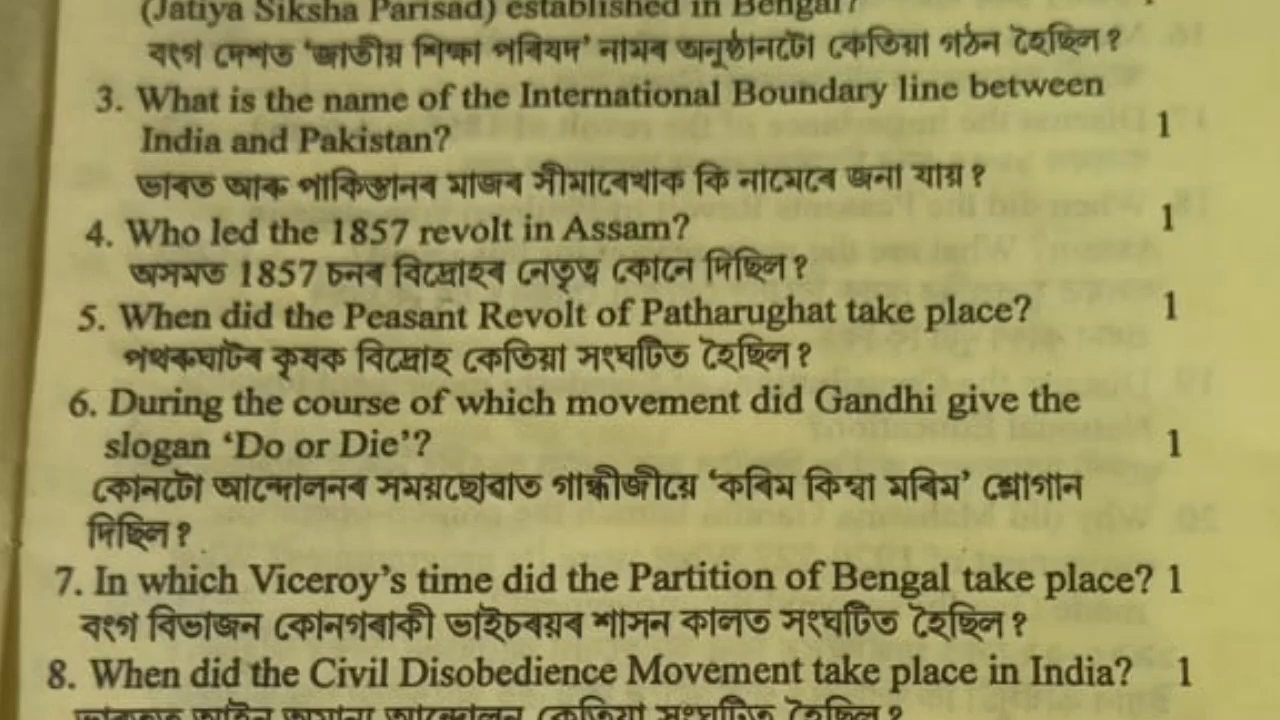 (Jatiya Siksha Parisad) established in Bengal?
বংগ দেশত ‘জাতীয় শিক্ষা পৰিষদ’ নামৰ অনুষ্ঠানটো কেতিয়া গঠন হৈছিল ?
3. What is the name of the International Boundary line between
India and Pakistan? 1
ভাৰত আৰু পাকিস্তানৰ মাজৰ সীমাৰেখাক কি নামেৰে জনা যায় ?
4. Who led the 1857 revolt in Assam? 1
অসমত 1857 চনৰ বিদ্ৰোহৰ নেতৃত্ব কোনে দিছিল ?
5. When did the Peasant Revolt of Patharughat take place? 1
পথৰুঘাটৰ কৃষক বিদ্ৰোহ কেতিয়া সংঘটিত হৈছিল ?
6. During the course of which movement did Gandhi give the
slogan ‘Do or Die’? 1
কোনটো আন্দোলনৰ সময়ছোৱাত গান্ধীজীয়ে ‘কৰিম কিম্বা মৰিম’ শ্লোগান
দিছিল ?
7. In which Viceroy’s time did the Partition of Bengal take place? 1
বংগ বিভাজন কোনগৰাকী ভাইচৰয়ৰ শাসন কালত সংঘটিত হৈছিল ?
8. When did the Civil Disobedience Movement take place in India? 1
ভাৰতত আইন অমান্য আন্দোলন কেতিয়া সংঘটিত হৈছিল ?